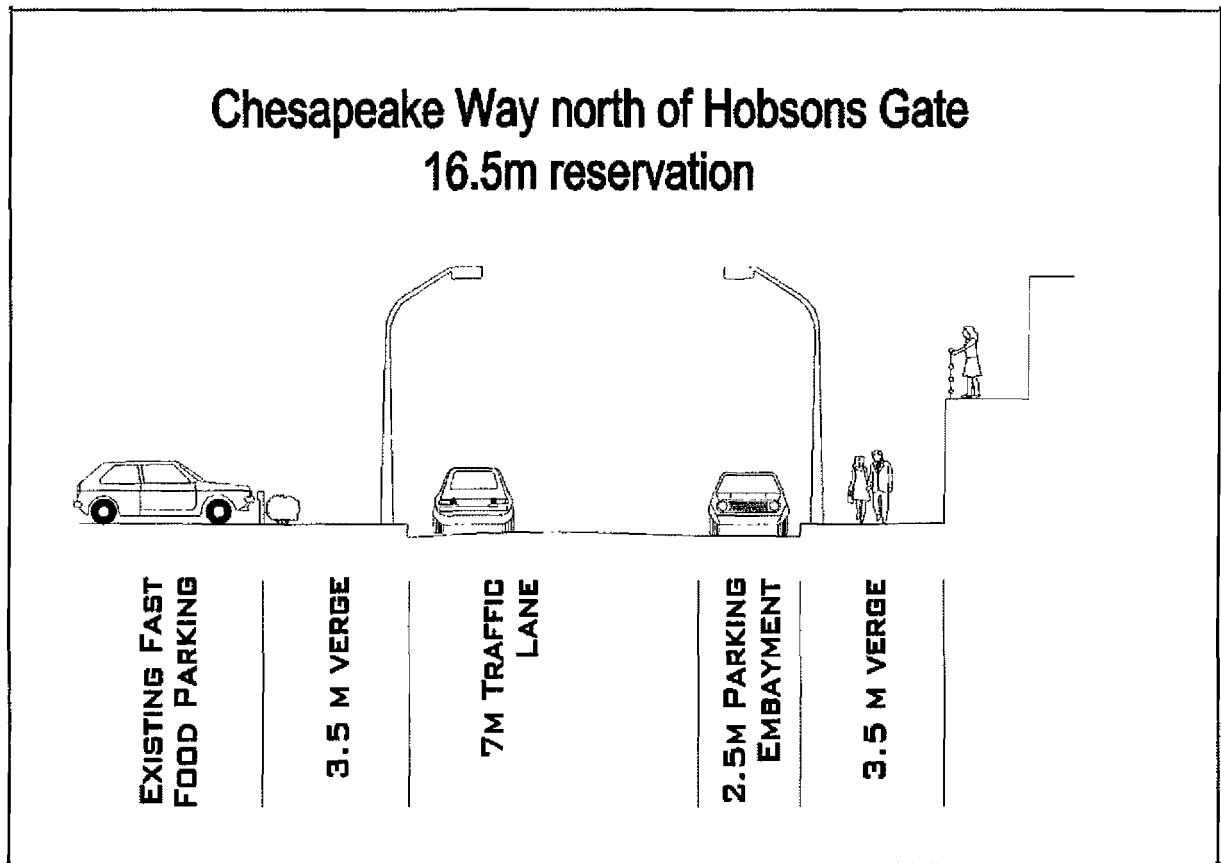 Chesapeake Way north of Hobsons Gate
16.5m reservation
EXISTING FAST
FOOD PARKING
3.5 M VERGE
7M TRAFFIC
LANE
2.5M PARKING
EMBAYMENT
3.5 M VERGE